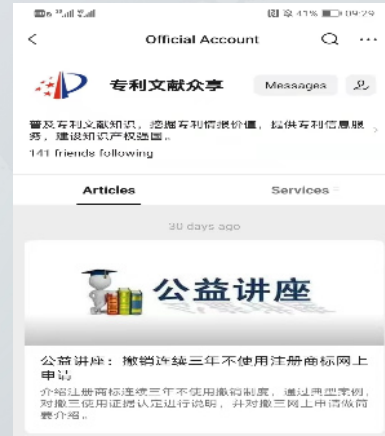 41% 09:29
Official Account
专利文献众享
Messages
普及专利文献知识，挖掘专利情报价值，提供专利信息服
务，建设知识产权强国。
141 friends following
Articles
Services
30 days ago
公益讲座
公益讲座：撤销连续三年不使用注册商标网上
申请
介绍注册商标连续三年不使用撤销制度，通过典型案例，
对撤三使用证据认定进行说明，并对撤三网上申请做简
要介绍。